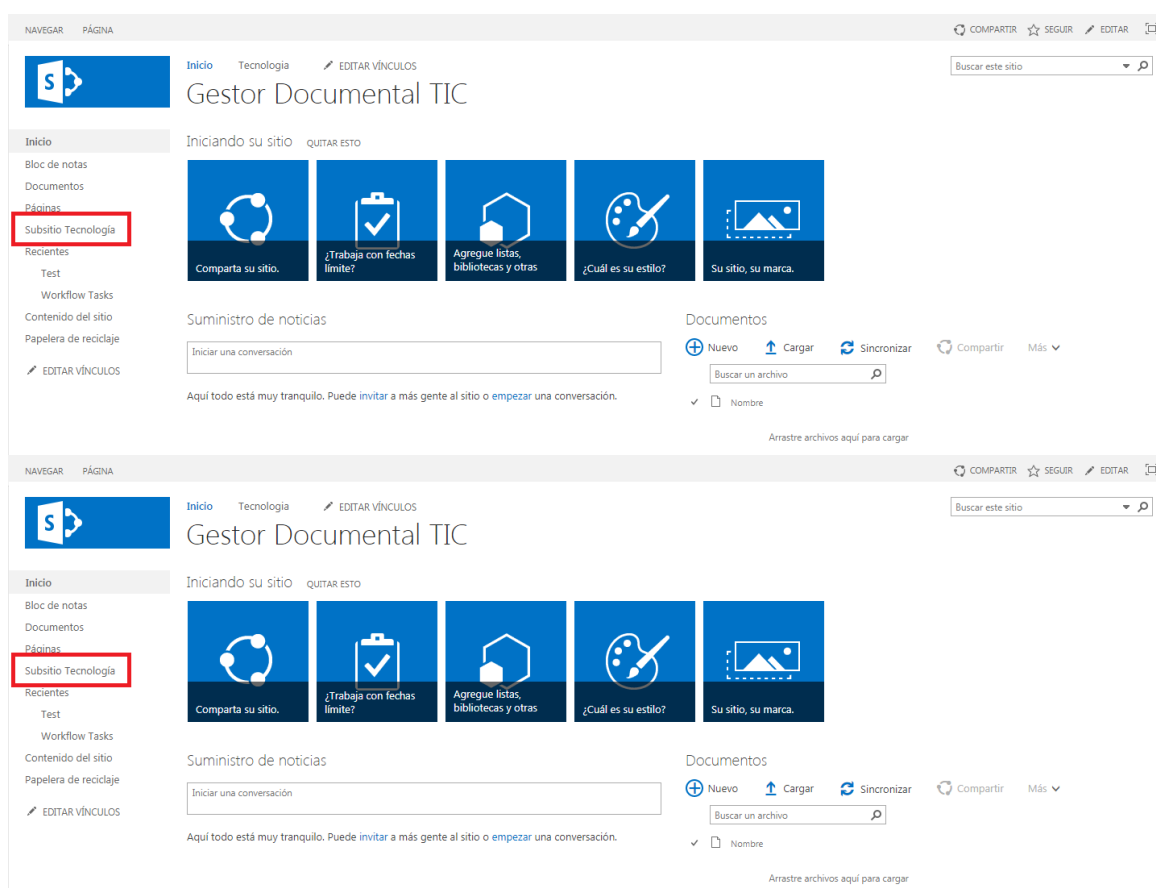 NAVEGAR PÁGINA COMPARTIR SEGUIR EDITAR
S
Inicio Tecnologia EDITAR VÍNCULOS
Buscar este sitio
Gestor Documental TIC
Inicio
Bloc de notas
Documentos
Páginas
Subsitio Tecnología
Recientes
Test
Workflow Tasks
Contenido del sitio
Papelera de reciclaje
EDITAR VÍNCULOS
Iniciando su sitio QUITAR ESTO
Comparta su sitio.
¿Trabaja con fechas
límite?
Agregue listas,
bibliotecas y otras
¿Cuál es su estilo?
Su sitio, su marca.
Suministro de noticias
Iniciar una conversación
Aquí todo está muy tranquilo. Puede invitar a más gente al sitio o empezar una conversación.
Documentos
Nuevo Cargar Sincronizar Compartir Más
Buscar un archivo
Nombre
Arrastre archivos aquí para cargar
NAVEGAR PÁGINA COMPARTIR SEGUIR EDITAR
S
Inicio Tecnologia EDITAR VÍNCULOS
Buscar este sitio
Gestor Documental TIC
Inicio
Bloc de notas
Documentos
Páginas
Subsitio Tecnología
Recientes
Test
Workflow Tasks
Contenido del sitio
Papelera de reciclaje
EDITAR VÍNCULOS
Iniciando su sitio QUITAR ESTO
Comparta su sitio.
¿Trabaja con fechas
límite?
Agregue listas,
bibliotecas y otras
¿Cuál es su estilo?
Su sitio, su marca.
Suministro de noticias
Iniciar una conversación
Aquí todo está muy tranquilo. Puede invitar a más gente al sitio o empezar una conversación.
Documentos
Nuevo Cargar Sincronizar Compartir Más
Buscar un archivo
Nombre
Arrastre archivos aquí para cargar